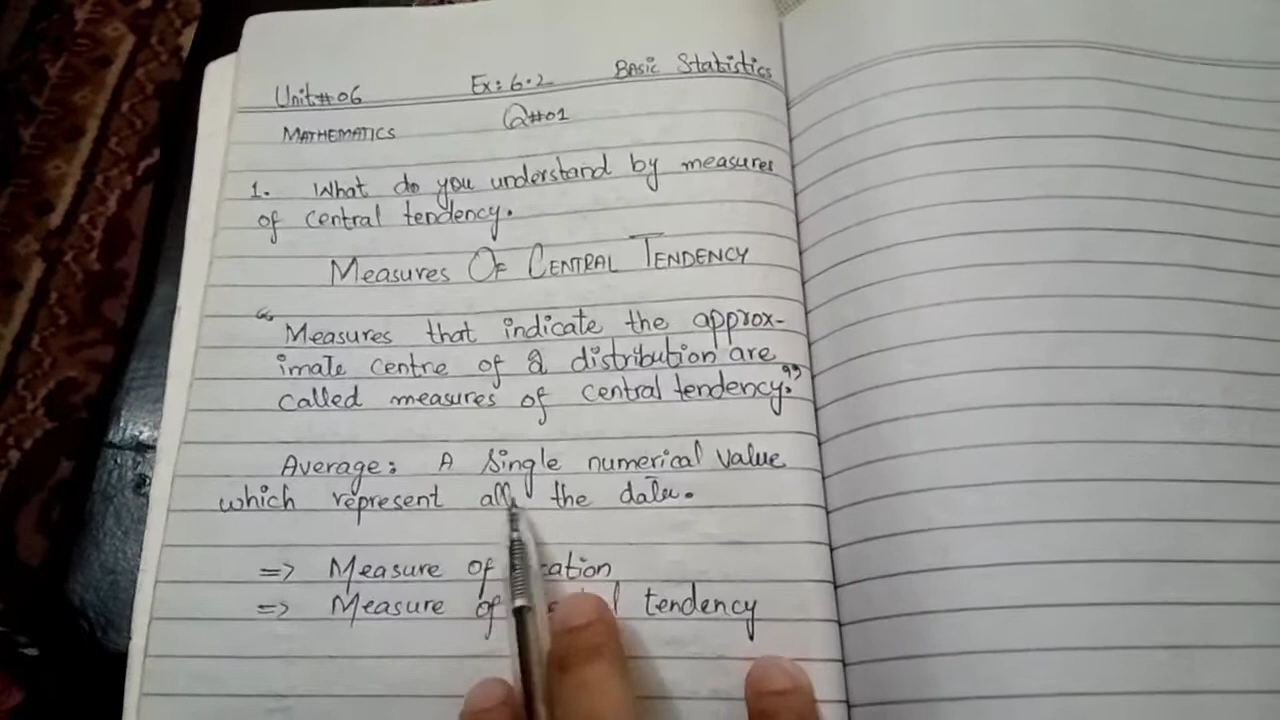 Unit#06 Ex: 6.2 Basic Statistics
MATHEMATICS Q#01
1. What do you understand by measures
of central tendency.
Measures OF CENTRAL TENDENCY
“Measures that indicate the approx-
imate centre of a distribution are
called measures of central tendency.”
Average: A single numerical value
which represent all the data.
=> Measure of
=> Measure of tendency